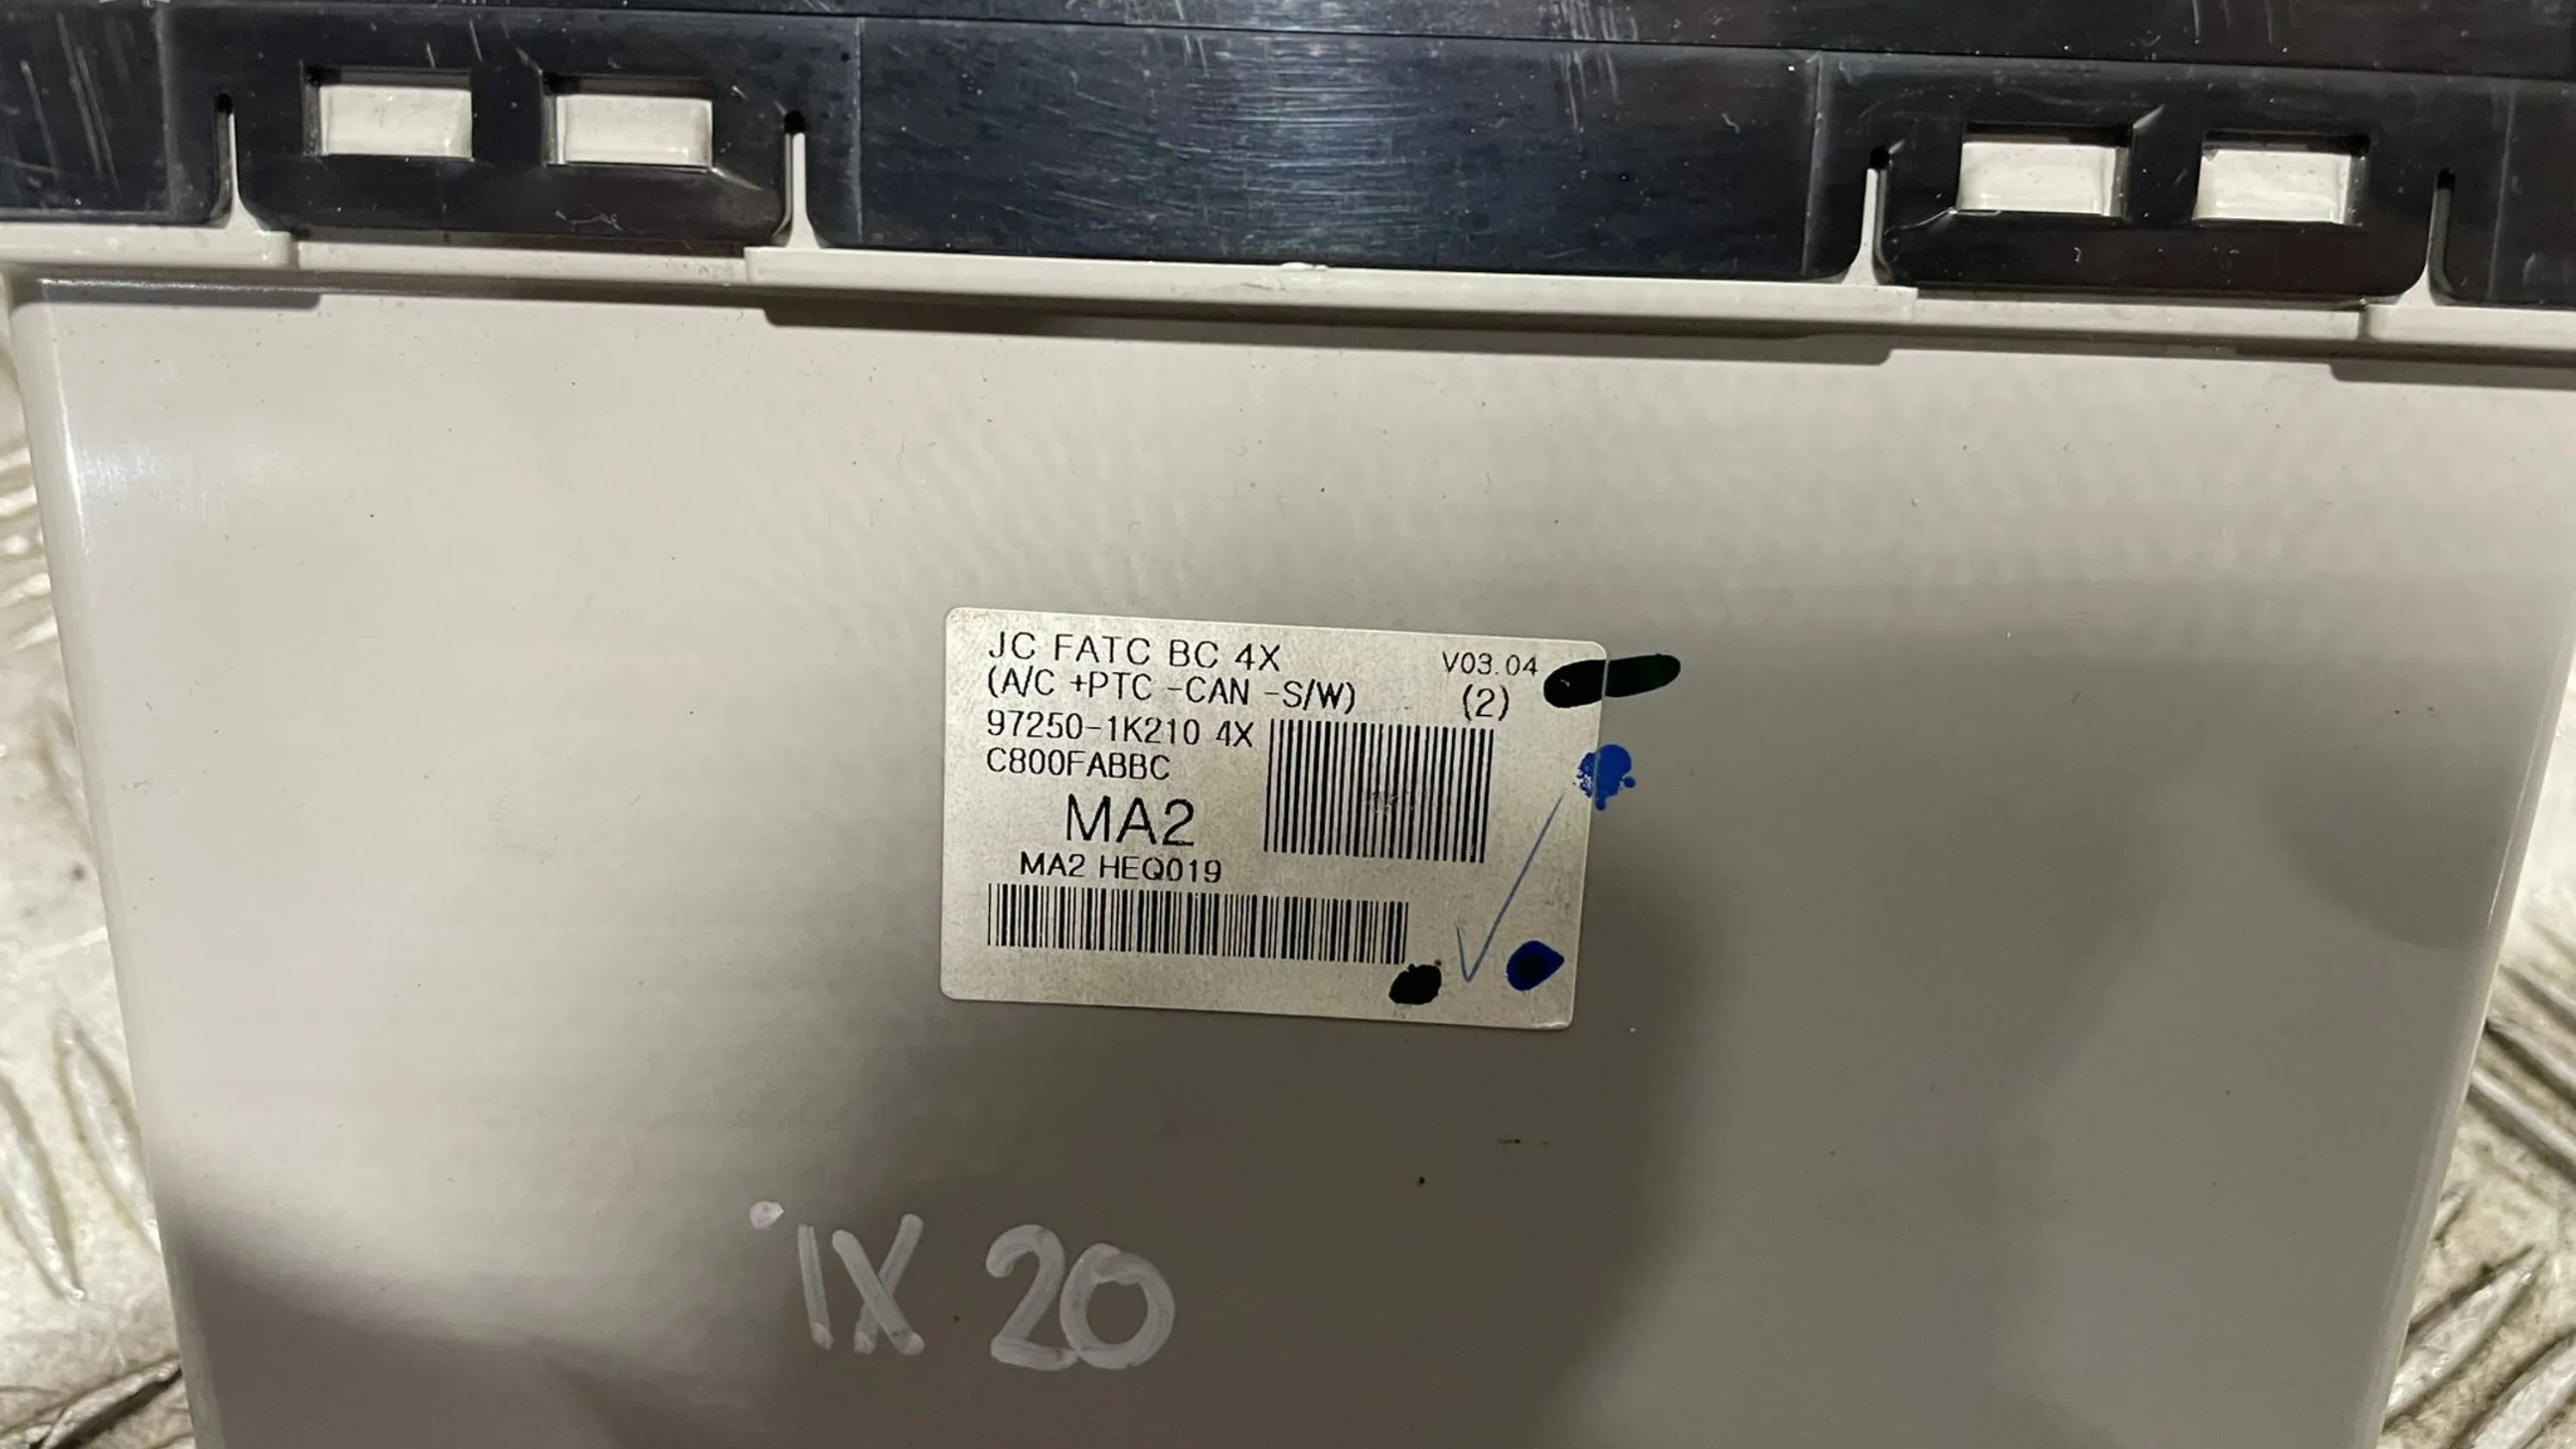 JC FATC BC 4X V03.04
(A/C +PTC -CAN -S/W) (2)
97250-1K210 4X
C800FABBC
MA2
MA2 HEQ019
IX 20